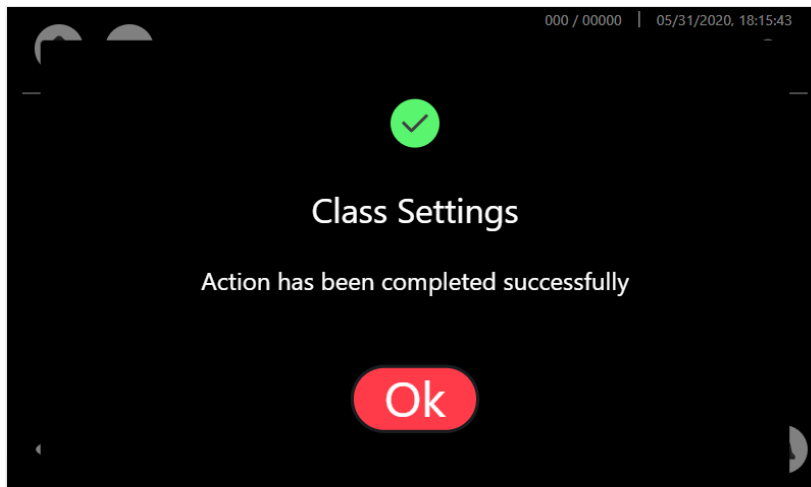 000 / 00000 | 05/31/2020, 18:15:43
Class Settings
Action has been completed successfully
Ok